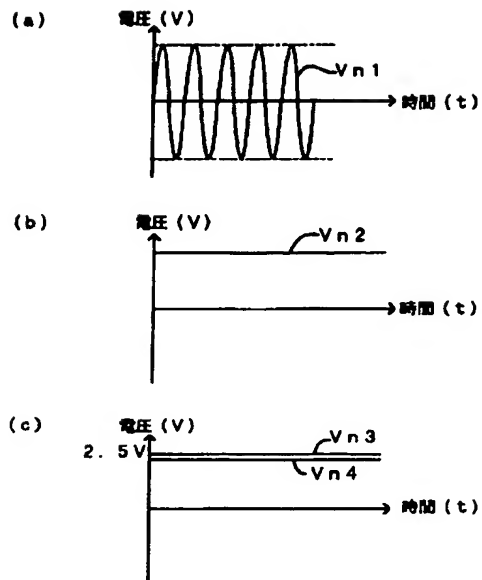 (a) 電圧 (V)
Vn1
時間 (t)
(b) 電圧 (V)
Vn2
時間 (t)
(c) 電圧 (V)
2.5V
Vn3
Vn4
時間 (t)